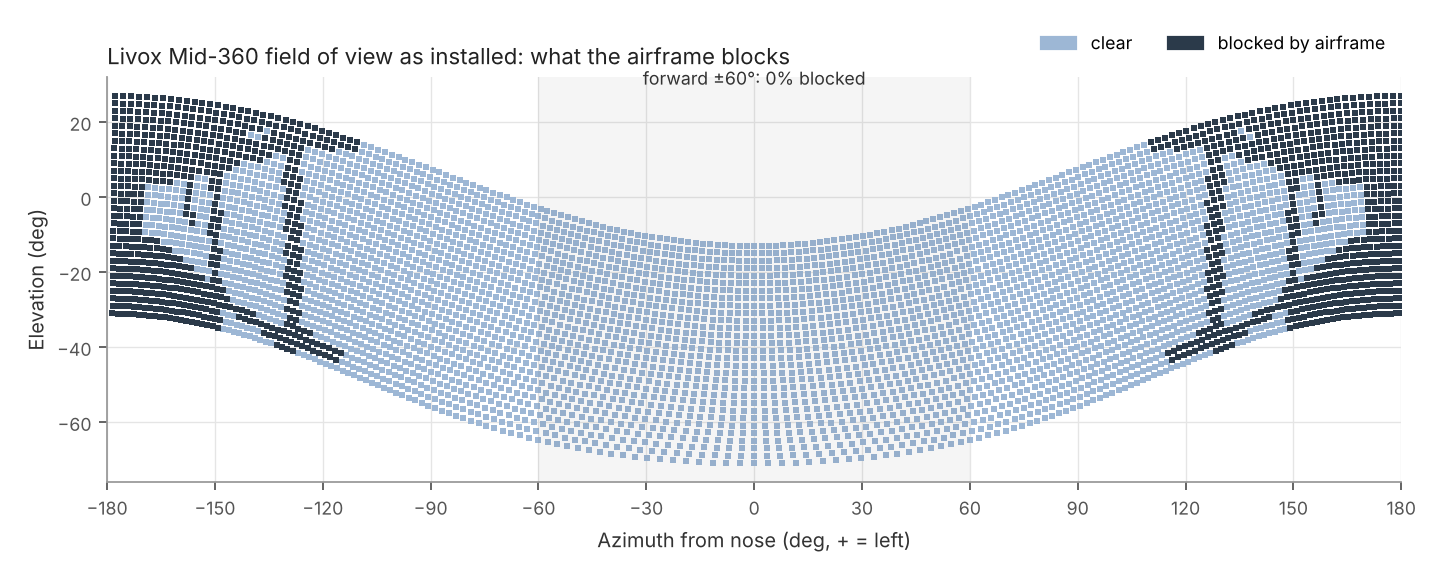 Livox Mid-360 field of view as installed: what the airframe blocks
clear
blocked by airframe
forward ±60°: 0% blocked
Elevation (deg)
20
0
−20
−40
−60
−180 −150 −120 −90 −60 −30 0 30 60 90 120 150 180
Azimuth from nose (deg, + = left)